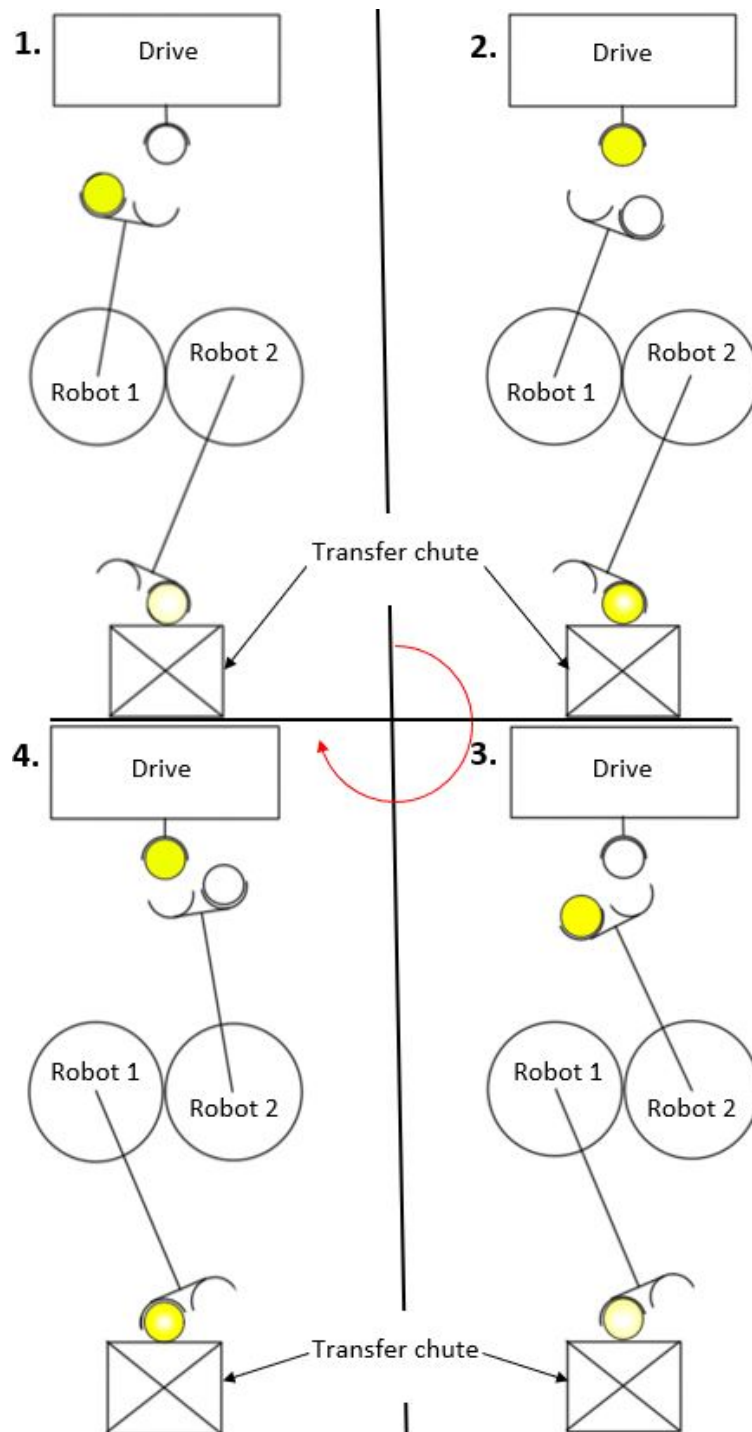 1.
Drive
2.
Drive
Robot 2
Robot 1
Robot 2
Robot 1
Transfer chute
4.
Drive
3.
Drive
Robot 1
Robot 2
Robot 1
Robot 2
Transfer chute